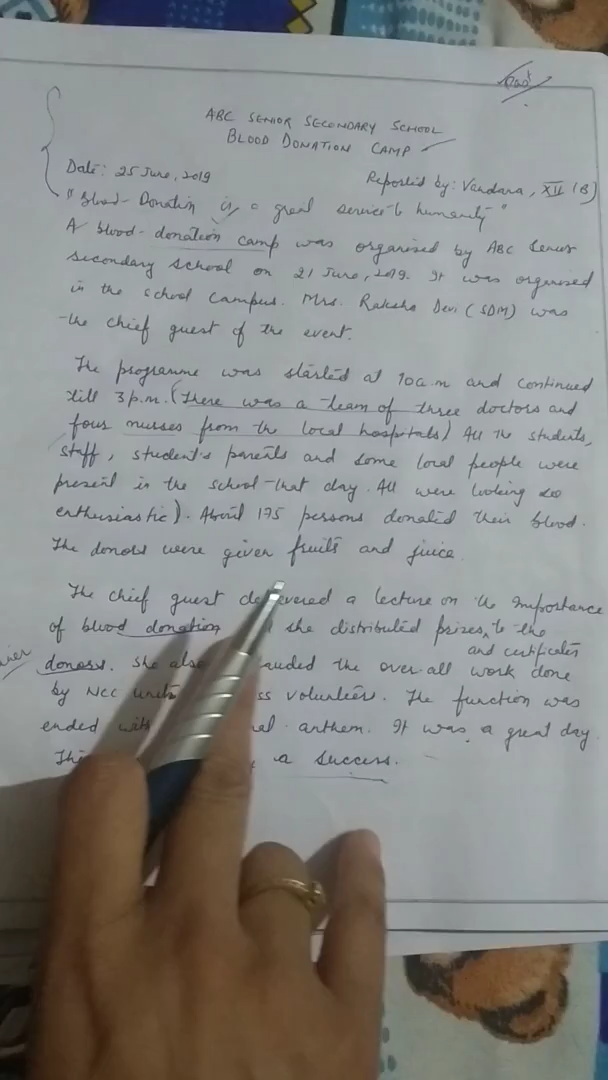 ABC SENIOR SECONDARY SCHOOL
BLOOD DONATION CAMP
Date: 25 June, 2019 Reported by: Vandana, XII (B)
"Blood-Donation is a great service to humanity"
A blood-donation camp was organised by ABC Senior
secondary school on 21 June, 2019. It was organised
in the school campus. Mrs. Raksha Devi (SDM) was
the chief guest of the event.
The programme was started at 10a.m and continued
till 3p.m. (There was a team of three doctors and
four nurses from the local hospitals) All the students,
staff, student's parents and some local people were
present in the school that day. All were looking so
enthusiastic). About 175 persons donated their blood.
The donors were given fruits and juice.
The chief guest delivered a lecture on the importance
of blood donation she distributed prizes, to the
and certificates
donors. She also lauded the over all work done
by NCC units volunteer. The function was
ended with anthem. It was a great day.
a success.